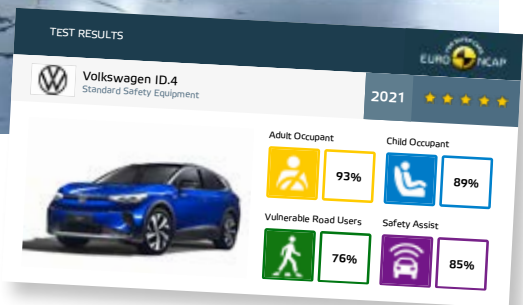 TEST RESULTS
EURO NCAP
Volkswagen ID.4
Standard Safety Equipment
2021
Adult Occupant
93%
Child Occupant
89%
Vulnerable Road Users
76%
Safety Assist
85%